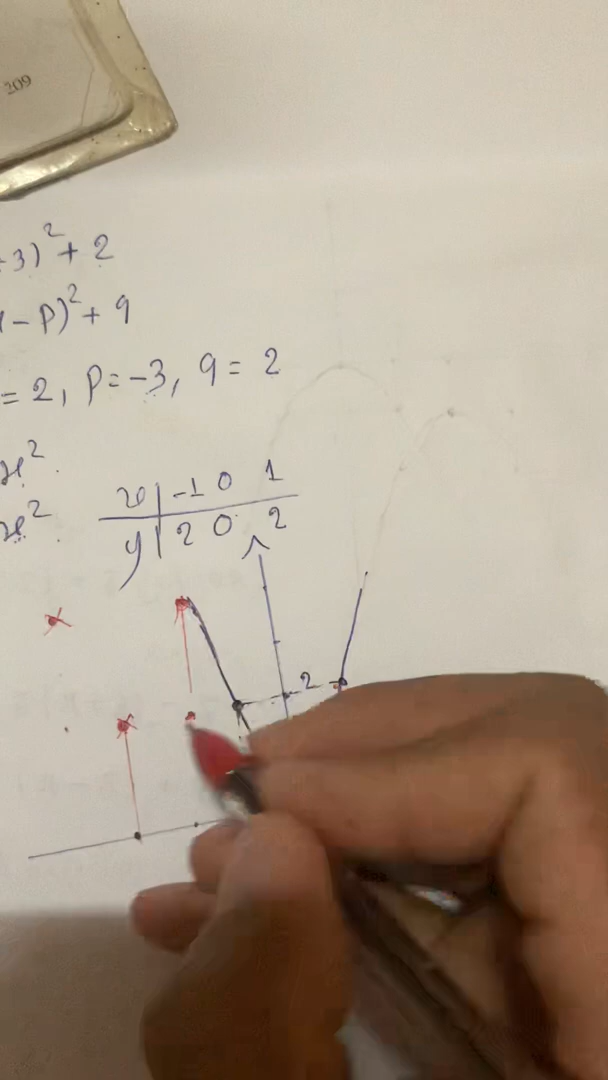 209
+3)² + 2
- p)² + q
= 2, p = -3, q = 2
x²
x²
x | -1 0 1
y | 2 0 2
2